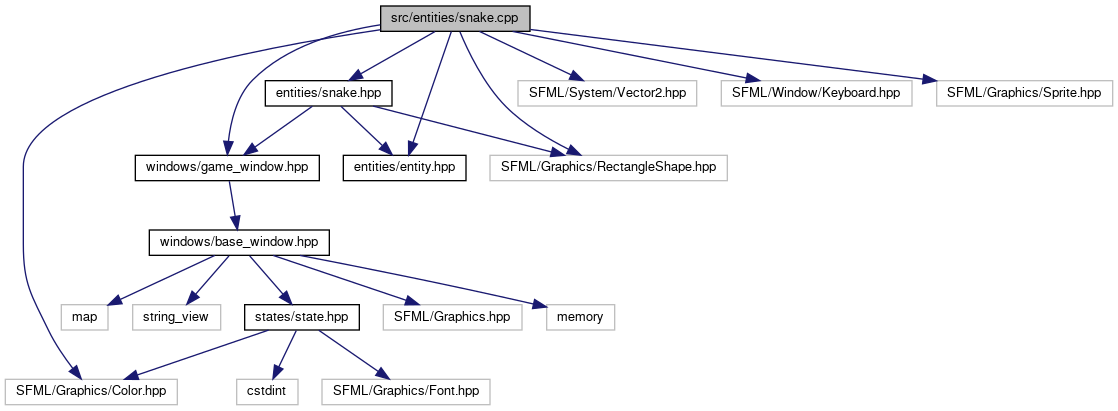 src/entities/snake.cpp
entities/snake.hpp
SFML/System/Vector2.hpp
SFML/Window/Keyboard.hpp
SFML/Graphics/Sprite.hpp
windows/game_window.hpp
entities/entity.hpp
SFML/Graphics/RectangleShape.hpp
windows/base_window.hpp
map
string_view
states/state.hpp
SFML/Graphics.hpp
memory
SFML/Graphics/Color.hpp
cstdint
SFML/Graphics/Font.hpp